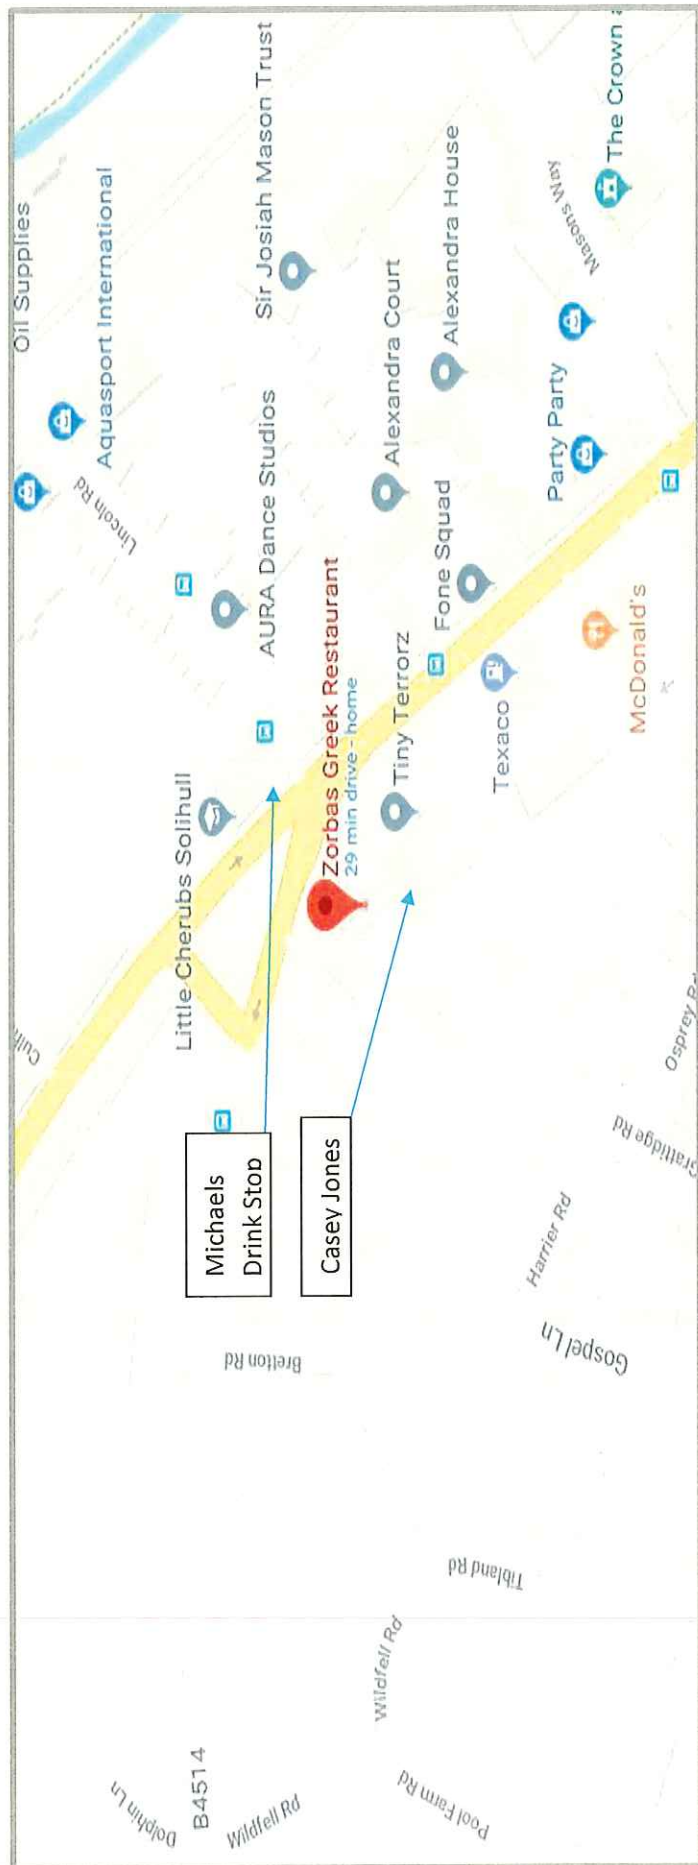 Oil Supplies
Aquasport International
Lincoln Rd
Sir Josiah Mason Trust
AURA Dance Studios
Little Cherubs Solihull
Michaels
Drink Stop
Casey Jones
Zorbas Greek Restaurant
29 min drive - home
Alexandra Court
Alexandra House
Tiny Terrorz
Fone Squad
Texaco
Party Party
Masons Way
The Crown
McDonald's
Bretton Rd
Gospel Ln
Harrier Rd
Grattidge Rd
Osprey Rd
Tibland Rd
Wildfell Rd
Pool Farm Rd
Dolphin Ln
B4514
Wildfell Rd